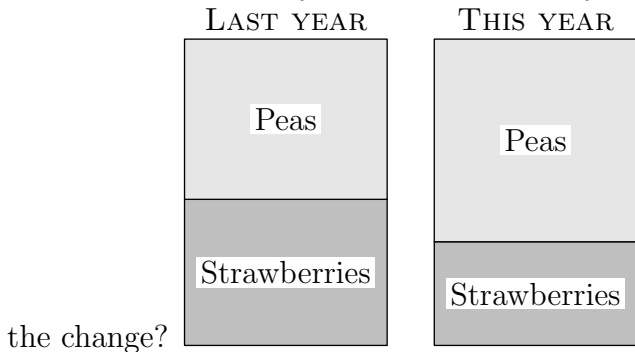 LAST YEAR
THIS YEAR
Peas
Peas
Strawberries
Strawberries
the change?